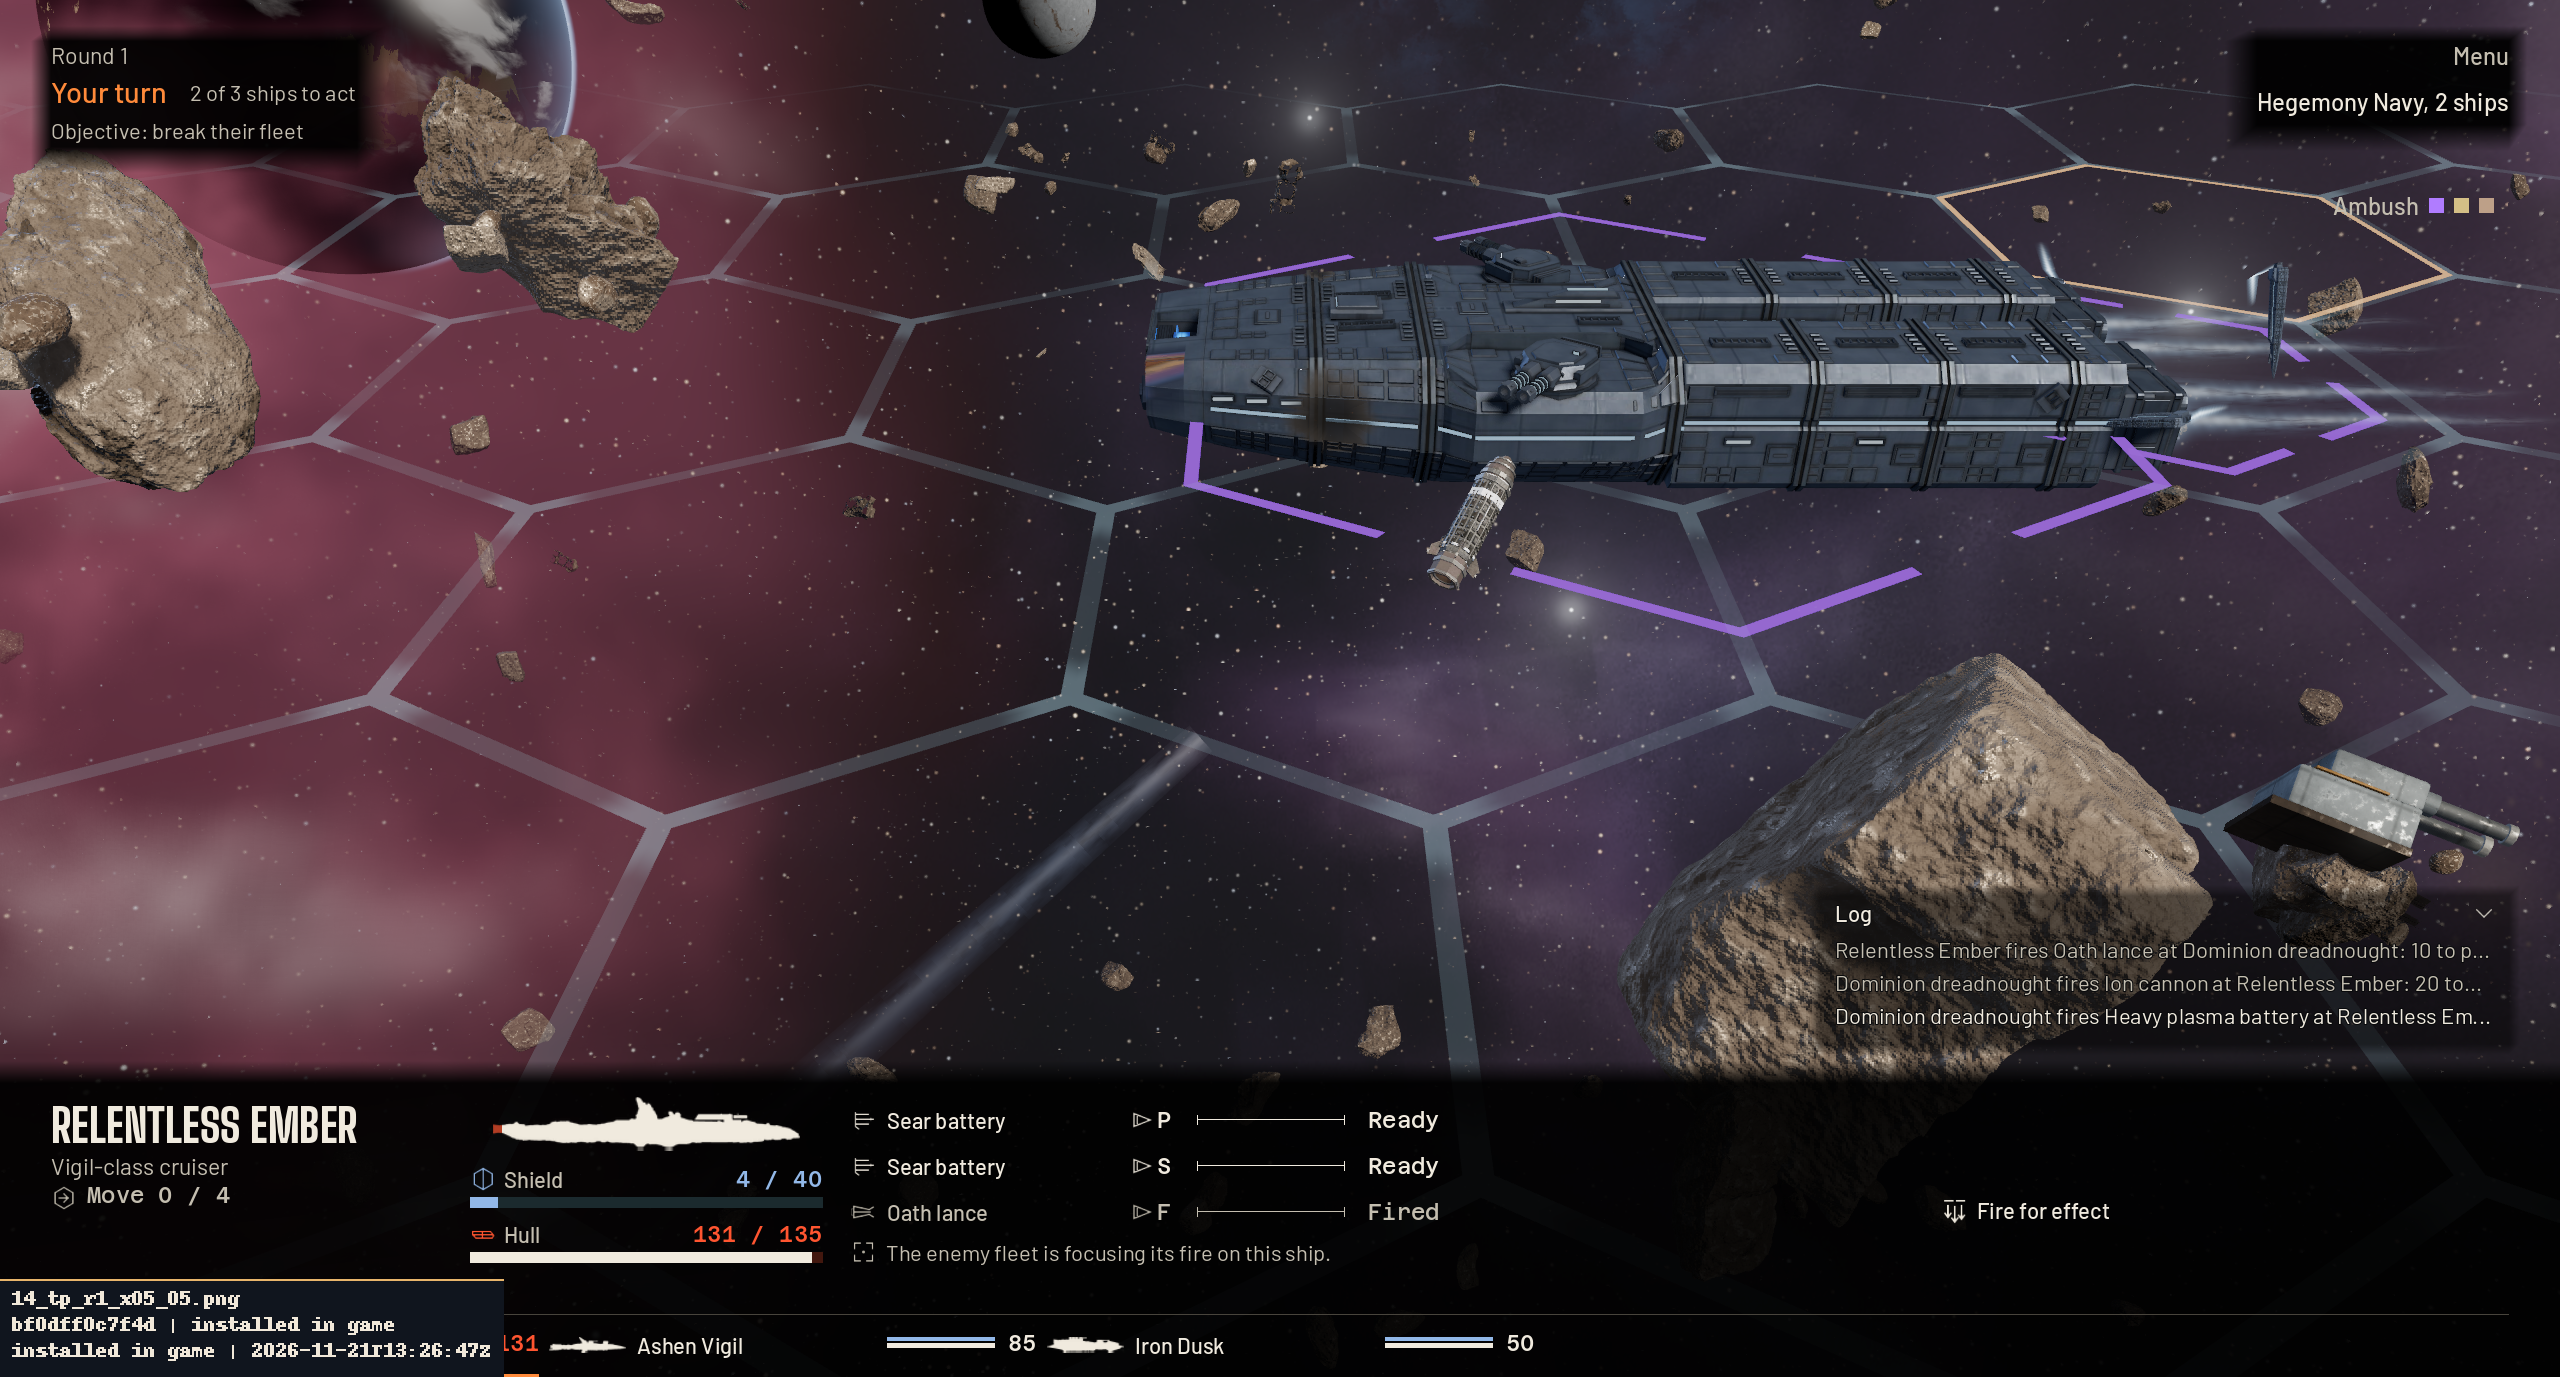 Round 1
Your turn 2 of 3 ships to act
Objective: break their fleet
Menu
Hegemony Navy, 2 ships
Ambush
Log
Relentless Ember fires Oath lance at Dominion dreadnought: 10 to p...
Dominion dreadnought fires Ion cannon at Relentless Ember: 20 to...
Dominion dreadnought fires Heavy plasma battery at Relentless Em...
RELENTLESS EMBER
Vigil-class cruiser
Move 0 / 4
Shield 4 / 40
Hull 131 / 135
Sear battery P Ready
Sear battery S Ready
Oath lance F Fired
The enemy fleet is focusing its fire on this ship.
Fire for effect
14_tp_r1_x05_05.png
bf0dff0c7f4d | installed in game
installed in game | 2026-11-21T13:26:47Z
131 Ashen Vigil 85 Iron Dusk 50